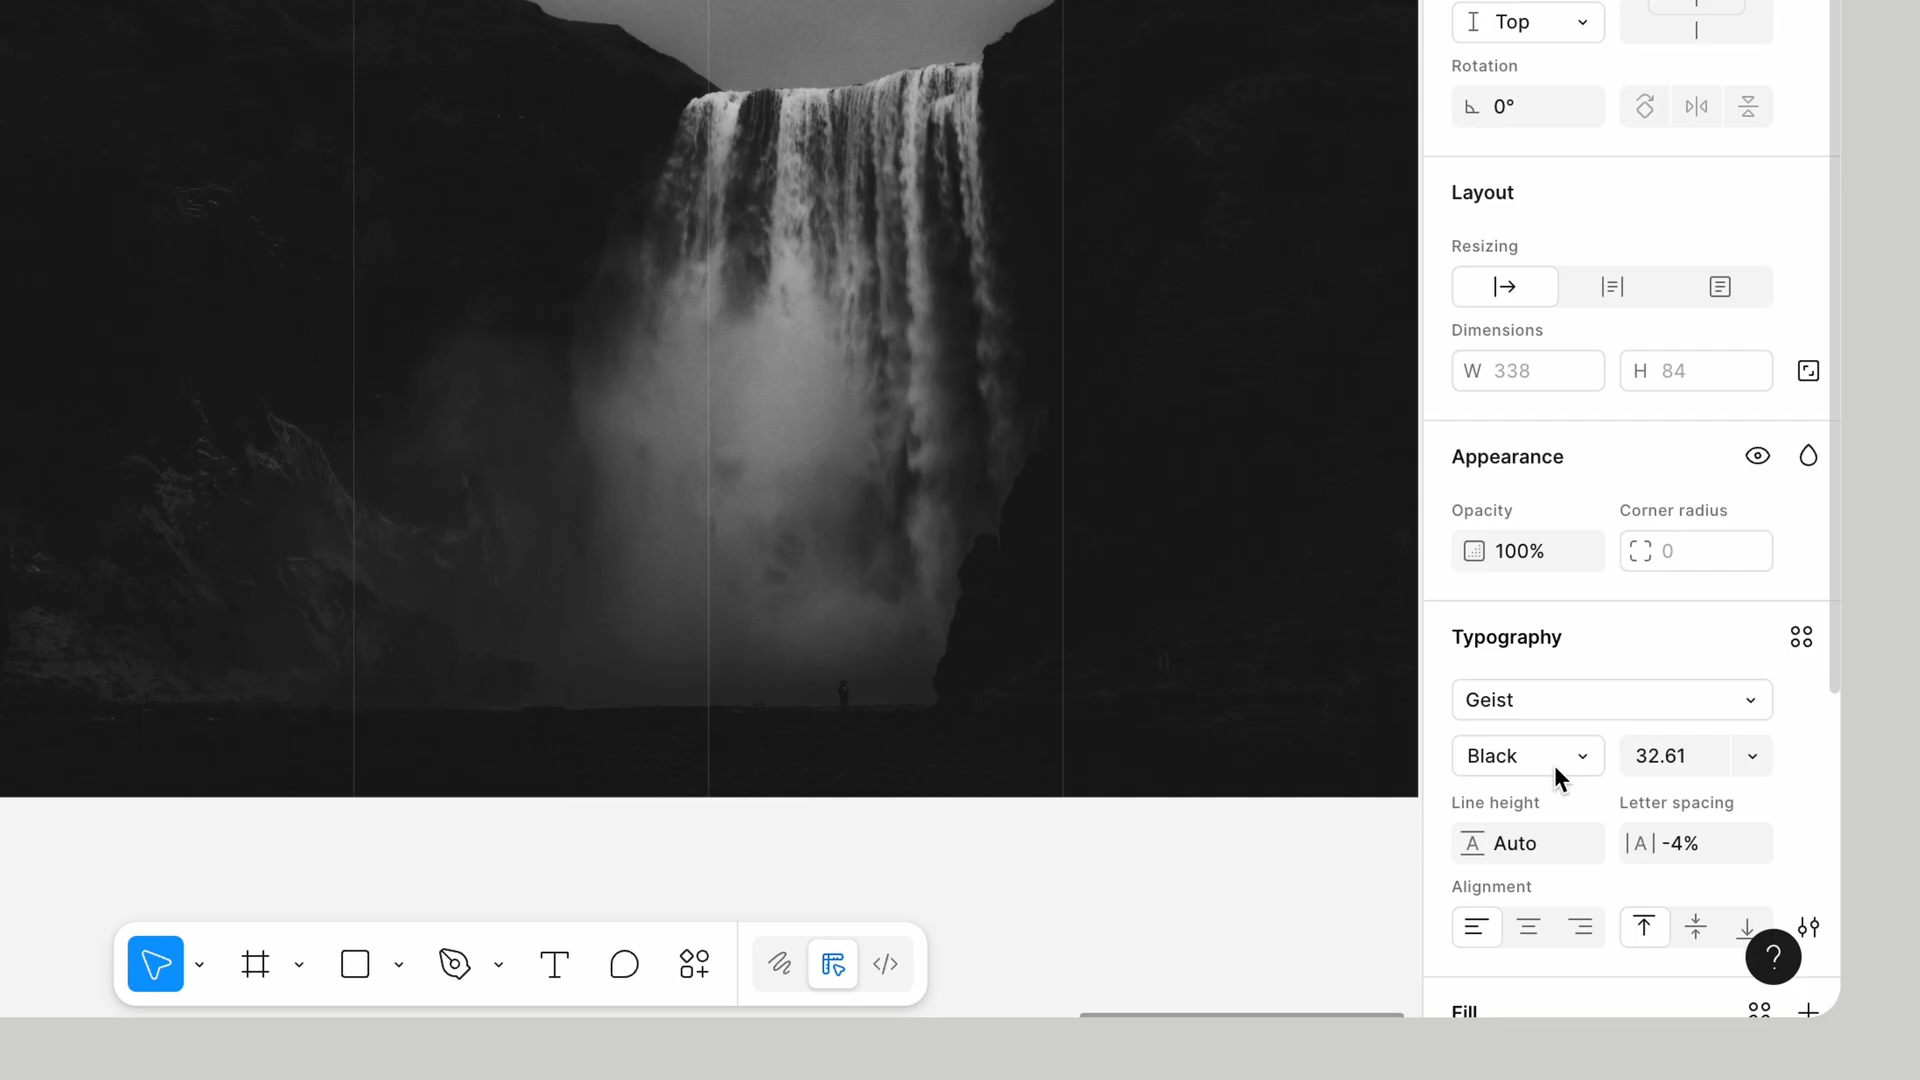 Top
Rotation
0°
Layout
Resizing
Dimensions
W 338 H 84
Appearance
Opacity Corner radius
100% 0
Typography
Geist
Black 32.61
Line height Letter spacing
A Auto |A| -4%
Alignment
?
Fill